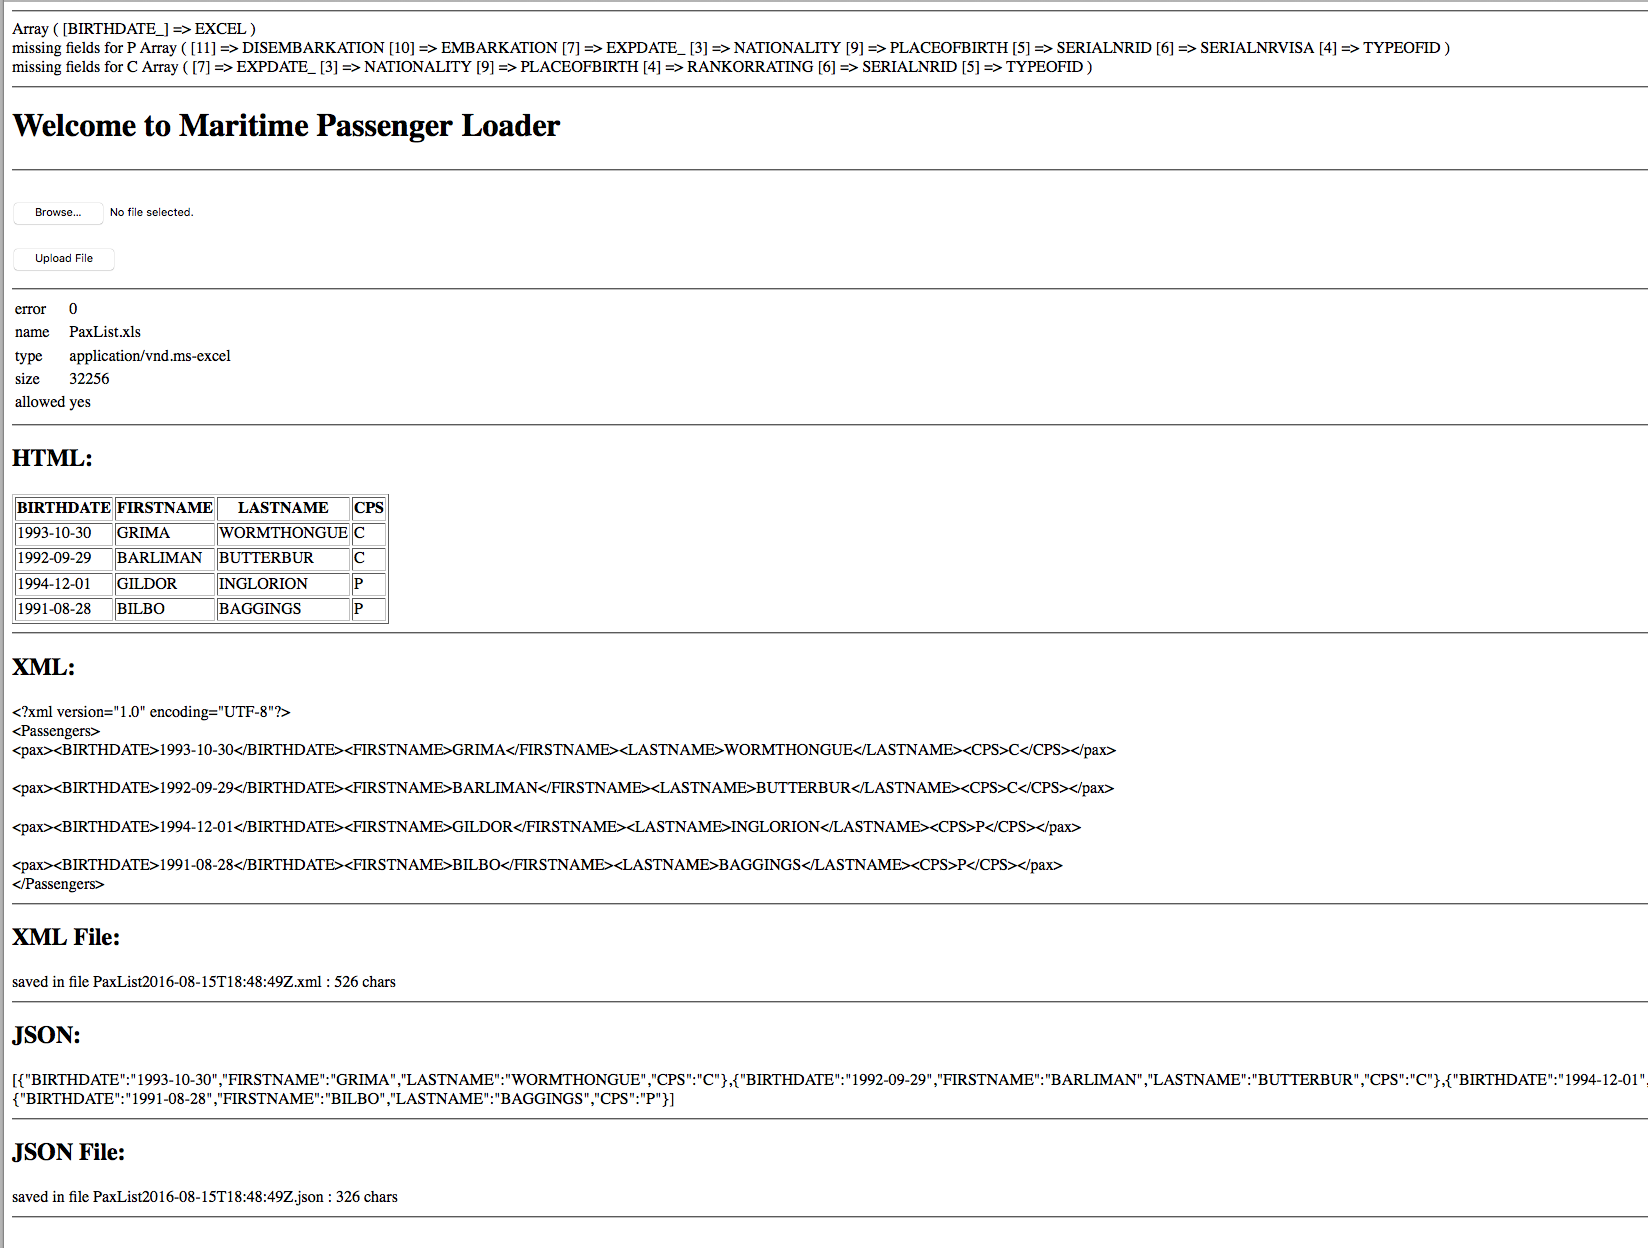 Array ( [BIRTHDATE_] => EXCEL )
missing fields for P Array ( [11] => DISEMBARKATION [10] => EMBARKATION [7] => EXPDATE_ [3] => NATIONALITY [9] => PLACEOFBIRTH [5] => SERIALNRID [6] => SERIALNRVISA [4] => TYPEOFID )
missing fields for C Array ( [7] => EXPDATE_ [3] => NATIONALITY [9] => PLACEOFBIRTH [4] => RANKORRATING [6] => SERIALNRID [5] => TYPEOFID )
Welcome to Maritime Passenger Loader
Browse... No file selected.
Upload File
error 0
name PaxList.xls
type application/vnd.ms-excel
size 32256
allowed yes
HTML:
BIRTHDATE FIRSTNAME LASTNAME CPS
1993-10-30 GRIMA WORMTHONGUE C
1992-09-29 BARLIMAN BUTTERBUR C
1994-12-01 GILDOR INGLORION P
1991-08-28 BILBO BAGGINGS P
XML:
<?xml version="1.0" encoding="UTF-8"?>
<Passengers>
<pax><BIRTHDATE>1993-10-30</BIRTHDATE><FIRSTNAME>GRIMA</FIRSTNAME><LASTNAME>WORMTHONGUE</LASTNAME><CPS>C</CPS></pax>
<pax><BIRTHDATE>1992-09-29</BIRTHDATE><FIRSTNAME>BARLIMAN</FIRSTNAME><LASTNAME>BUTTERBUR</LASTNAME><CPS>C</CPS></pax>
<pax><BIRTHDATE>1994-12-01</BIRTHDATE><FIRSTNAME>GILDOR</FIRSTNAME><LASTNAME>INGLORION</LASTNAME><CPS>P</CPS></pax>
<pax><BIRTHDATE>1991-08-28</BIRTHDATE><FIRSTNAME>BILBO</FIRSTNAME><LASTNAME>BAGGINGS</LASTNAME><CPS>P</CPS></pax>
</Passengers>
XML File:
saved in file PaxList2016-08-15T18:48:49Z.xml : 526 chars
JSON:
[{"BIRTHDATE":"1993-10-30","FIRSTNAME":"GRIMA","LASTNAME":"WORMTHONGUE","CPS":"C"},{"BIRTHDATE":"1992-09-29","FIRSTNAME":"BARLIMAN","LASTNAME":"BUTTERBUR","CPS":"C"},{"BIRTHDATE":"1994-12-01",
{"BIRTHDATE":"1991-08-28","FIRSTNAME":"BILBO","LASTNAME":"BAGGINGS","CPS":"P"}]
JSON File:
saved in file PaxList2016-08-15T18:48:49Z.json : 326 chars